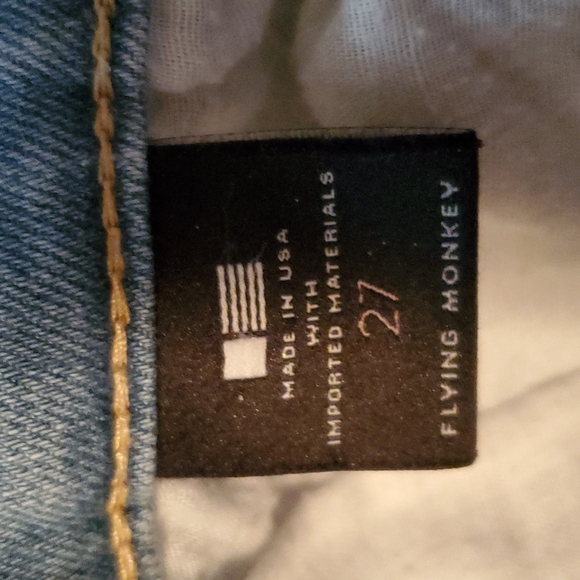 MADE IN USA
WITH
IMPORTED MATERIALS
27
FLYING MONKEY